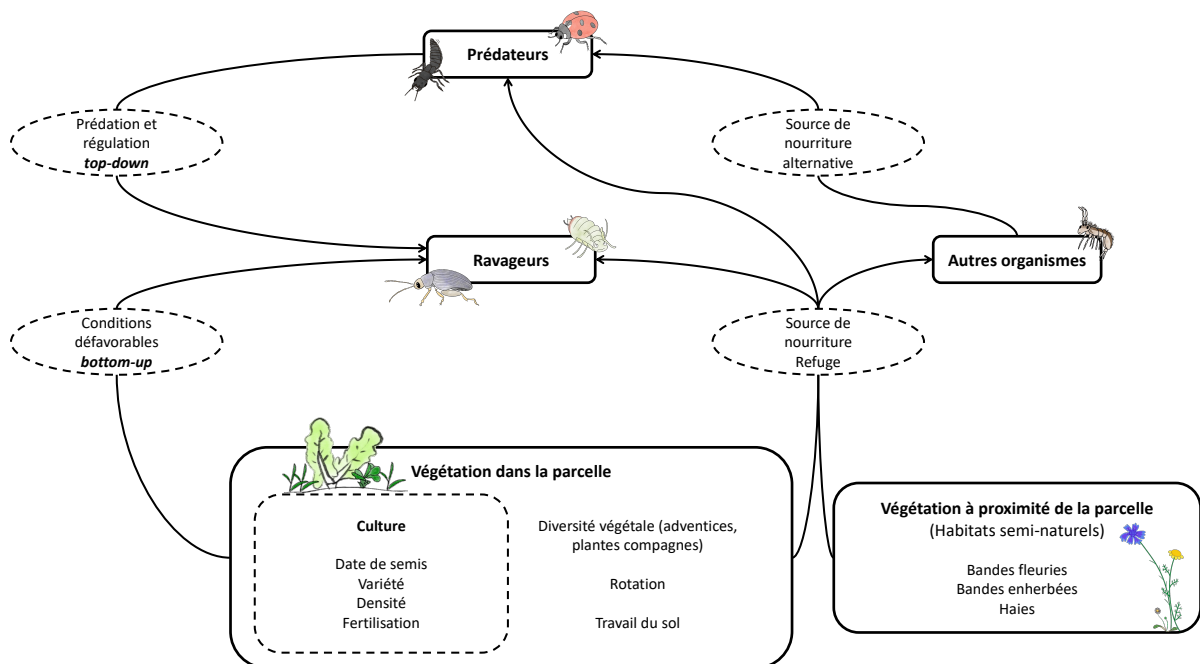 Prédateurs
Prédation et
régulation
top-down
Source de
nourriture
alternative
Ravageurs
Autres organismes
Conditions
défavorables
bottom-up
Source de
nourriture
Refuge
Végétation dans la parcelle
Culture
Date de semis
Variété
Densité
Fertilisation
Diversité végétale (adventices,
plantes compagnes)
Rotation
Travail du sol
Végétation à proximité de la parcelle
(Habitats semi-naturels)
Bandes fleuries
Bandes enherbées
Haies